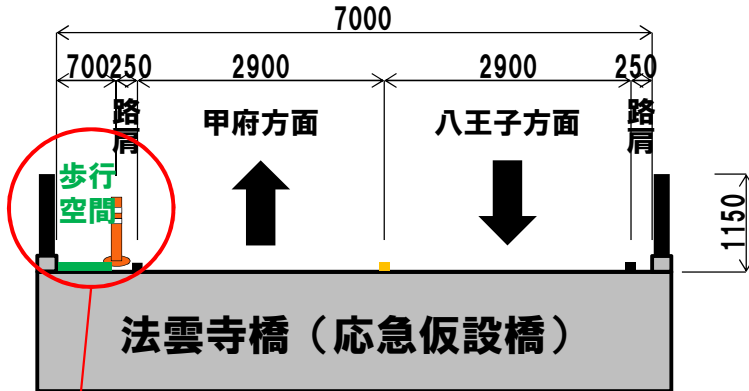 7000
700
250
2900
2900
250
路肩
甲府方面
八王子方面
路肩
歩行
空間
1150
法雲寺橋（応急仮設橋）